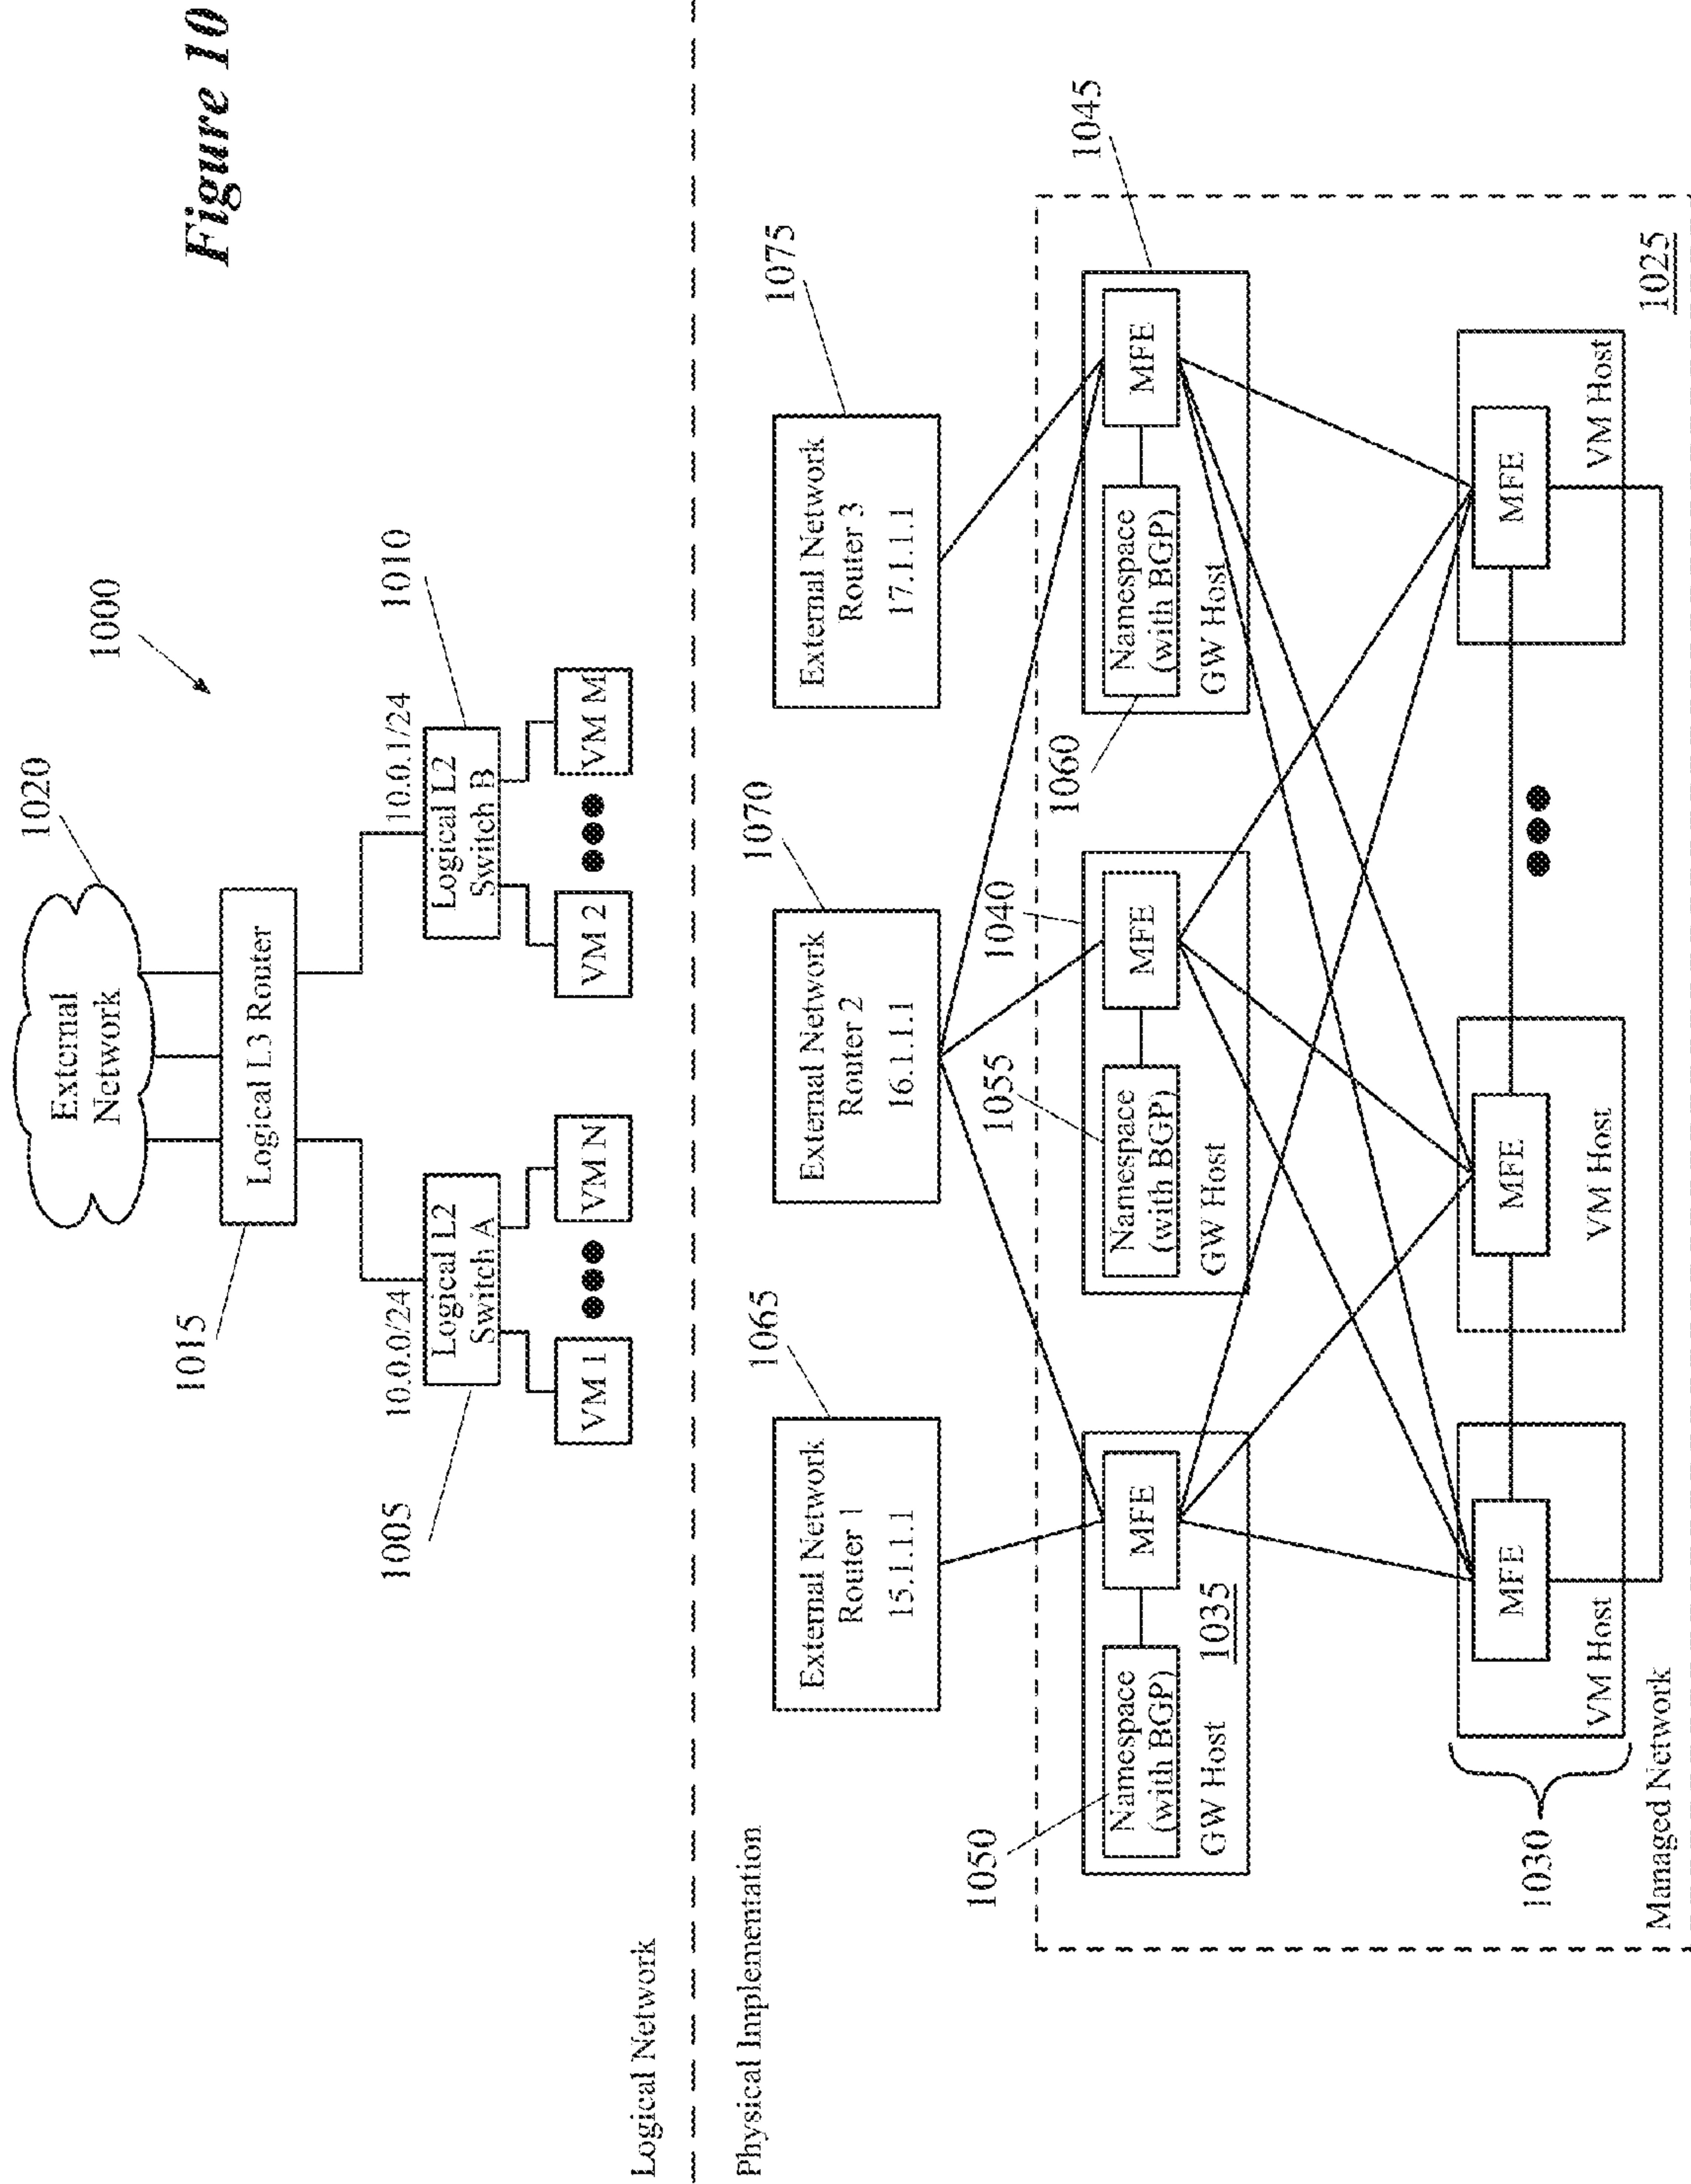 Figure 10
1000
1020
External
Network
1015
Logical L3 Router
10.0.0/24
10.0.1/24
1005
Logical L2
Switch A
Logical L2
Switch B
1010
VM 1
VM N
VM 2
VM M
Logical Network
Physical Implementation
1065
1070
1075
External Network
Router 1
15.1.1.1
External Network
Router 2
16.1.1.1
External Network
Router 3
17.1.1.1
1050
1055
1040
1060
1045
Namespace
(with BGP)
MFE
GW Host
1035
Namespace
(with BGP)
MFE
GW Host
Namespace
(with BGP)
MFE
GW Host
1030
MFE
VM Host
MFE
VM Host
MFE
VM Host
Managed Network
1025